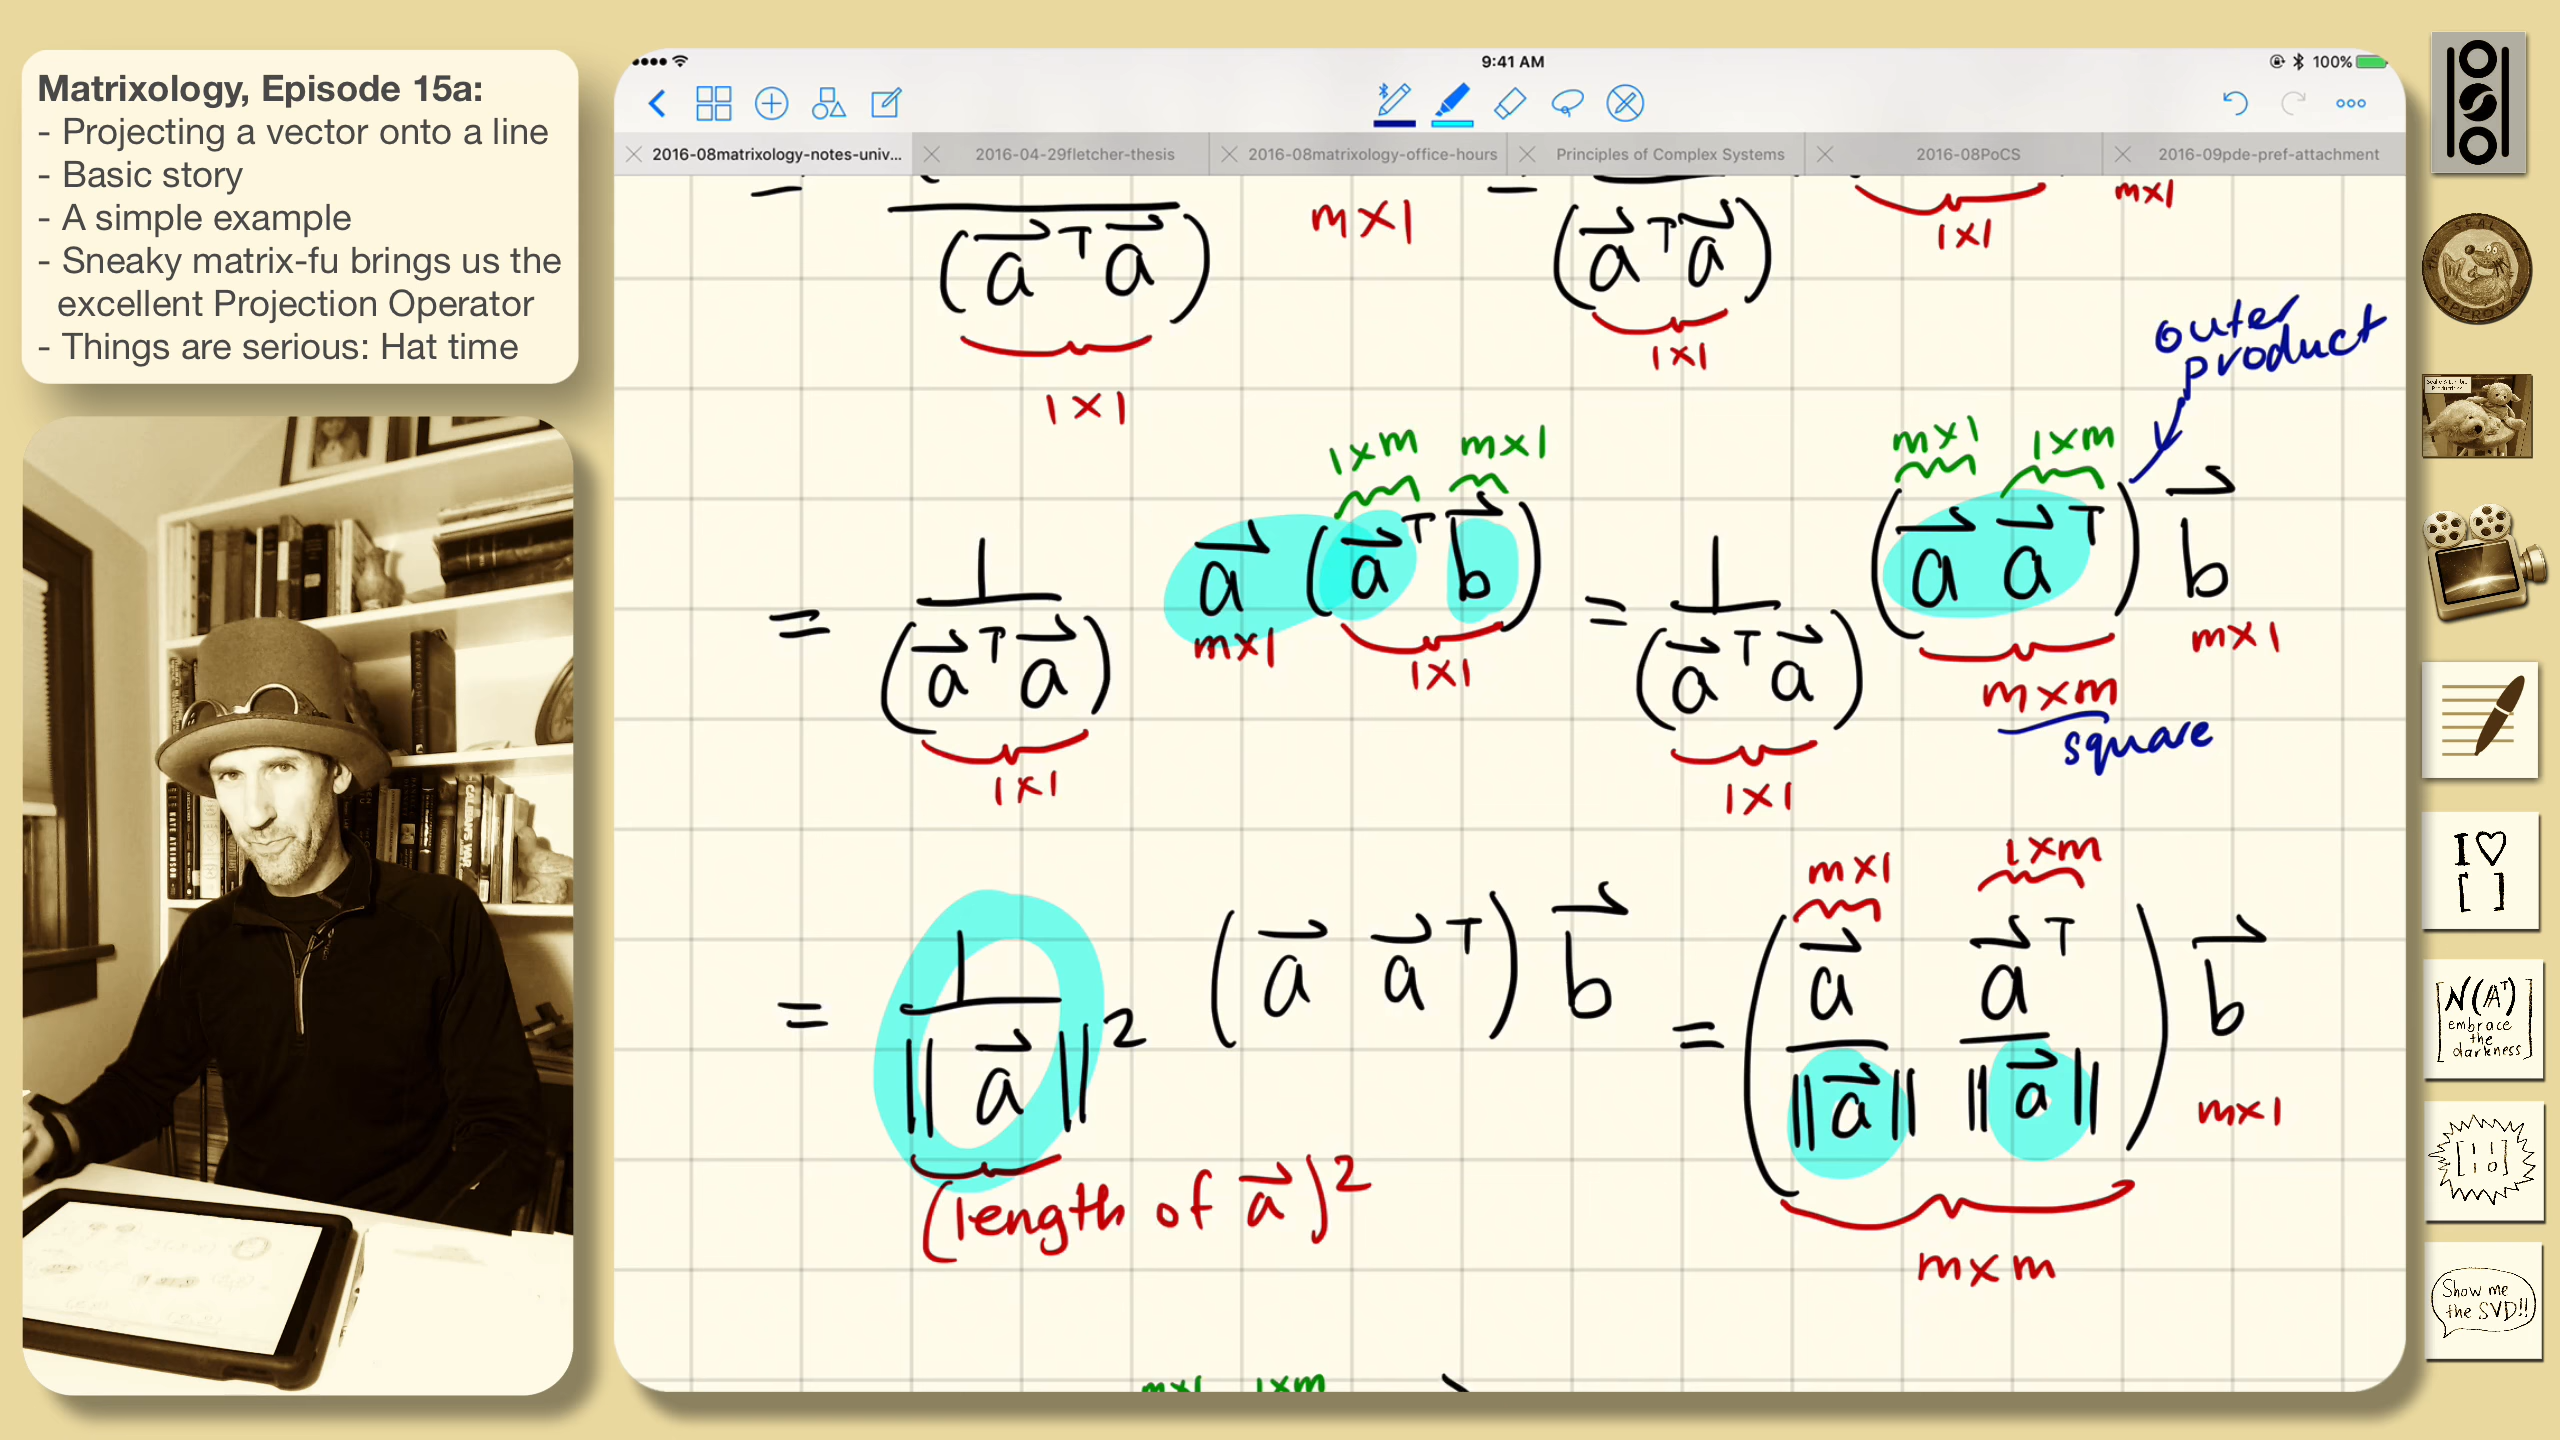 Matrixology, Episode 15a:
- Projecting a vector onto a line
- Basic story
- A simple example
- Sneaky matrix-fu brings us the
excellent Projection Operator
- Things are serious: Hat time
9:41 AM
100%
2016-08matrixology-notes-univ...
2016-04-29fletcher-thesis
2016-08matrixology-office-hours
Principles of Complex Systems
2016-08PoCS
2016-09pde-pref-attachment
= (a⃗ᵀ a⃗) m×1 = (a⃗ᵀ a⃗) 1×1 m×1
1×1 1×1
outer
product
1×m m×1 m×1 1×m
= 1/(a⃗ᵀ a⃗) a⃗ (a⃗ᵀ b⃗) = 1/(a⃗ᵀ a⃗) (a⃗ a⃗ᵀ) b⃗
m×1 1×1 m×m m×1
square
1×1 1×1
m×1 1×m
= 1/||a⃗||² (a⃗ a⃗ᵀ) b⃗ = (a⃗/||a⃗|| a⃗ᵀ/||a⃗||) b⃗
m×1
(length of a⃗)²
m×m
m×1 1×m
I ♡
[ ]
N(Aᵀ)
embrace
the
darkness
Show me
the SVD!!